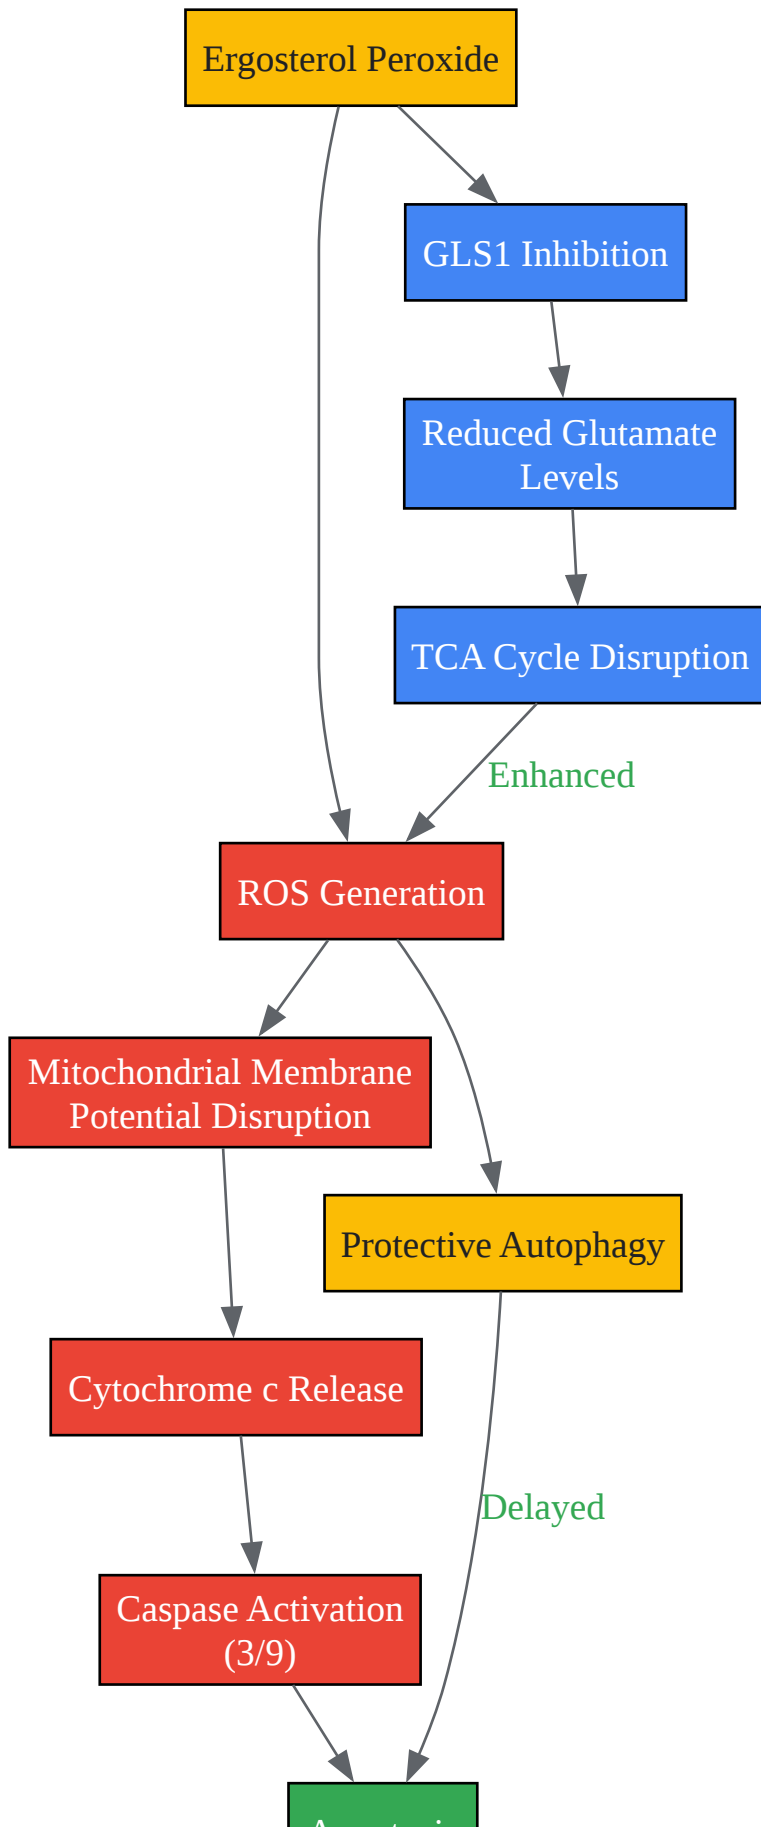 Ergosterol Peroxide
GLS1 Inhibition
Reduced Glutamate
Levels
TCA Cycle Disruption
Enhanced
ROS Generation
Mitochondrial Membrane
Potential Disruption
Protective Autophagy
Cytochrome c Release
Delayed
Caspase Activation
(3/9)